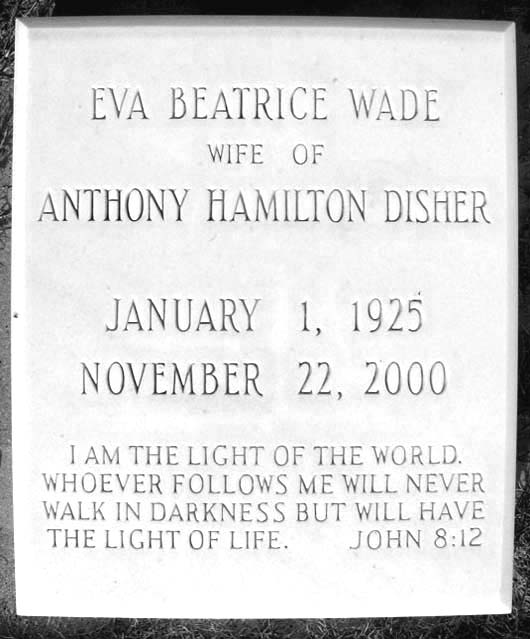 EVA BEATRICE WADE
WIFE OF
ANTHONY HAMILTON DISHER
JANUARY 1, 1925
NOVEMBER 22, 2000
I AM THE LIGHT OF THE WORLD.
WHOEVER FOLLOWS ME WILL NEVER
WALK IN DARKNESS BUT WILL HAVE
THE LIGHT OF LIFE. JOHN 8:12